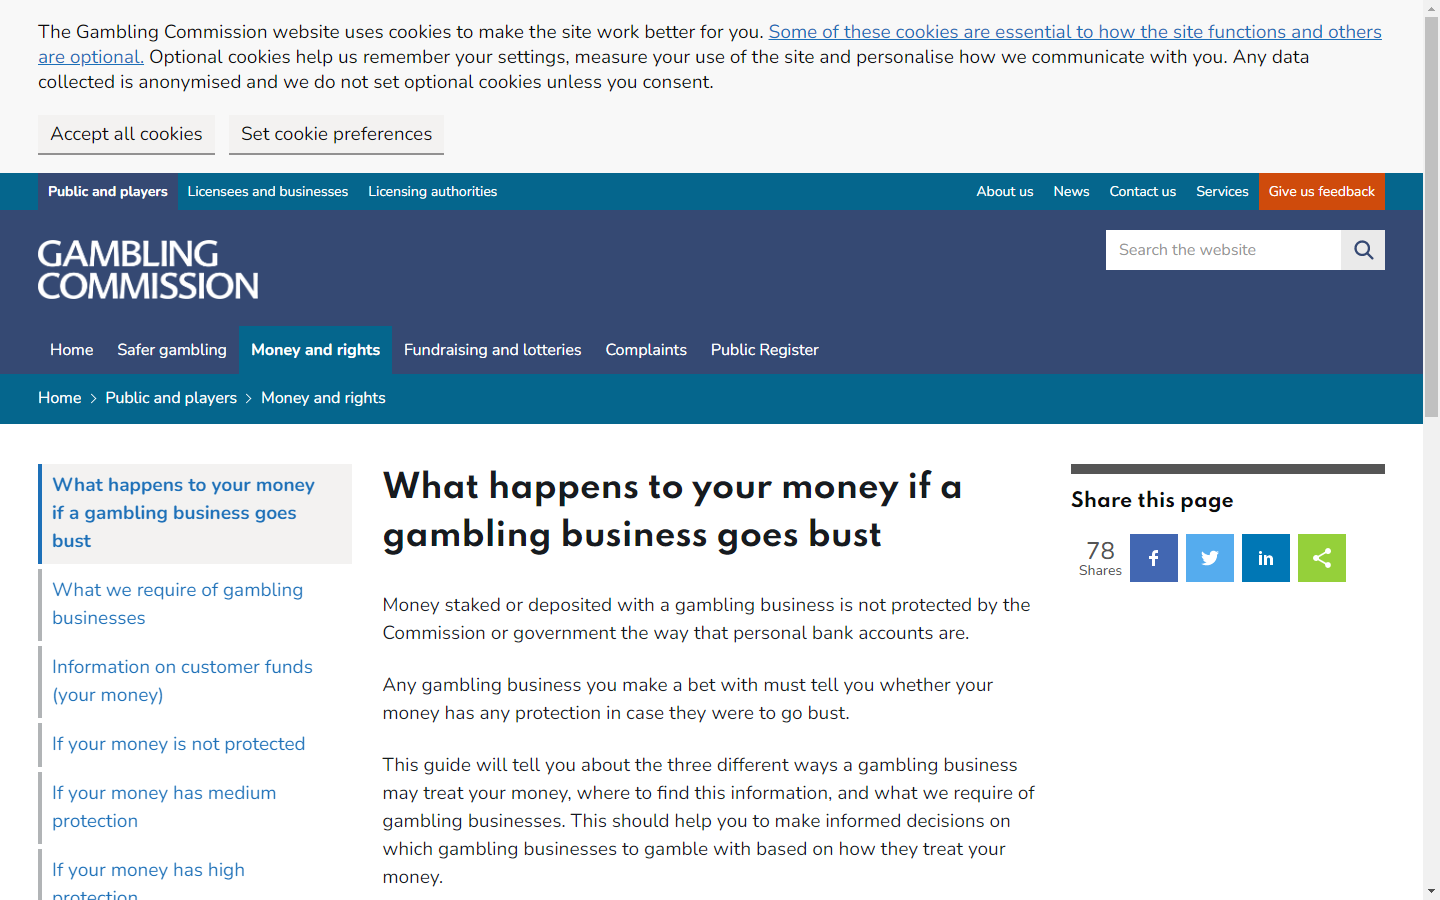 The Gambling Commission website uses cookies to make the site work better for you. Some of these cookies are essential to how the site functions and others
are optional. Optional cookies help us remember your settings, measure your use of the site and personalise how we communicate with you. Any data
collected is anonymised and we do not set optional cookies unless you consent.
Accept all cookies
Set cookie preferences
Public and players
Licensees and businesses
Licensing authorities
About us
News
Contact us
Services
Give us feedback
GAMBLING
COMMISSION
Search the website
Home
Safer gambling
Money and rights
Fundraising and lotteries
Complaints
Public Register
Home
Public and players
Money and rights
What happens to your money
if a gambling business goes
bust
What we require of gambling
businesses
Information on customer funds
(your money)
If your money is not protected
If your money has medium
protection
If your money has high
protection
What happens to your money if a
gambling business goes bust
Money staked or deposited with a gambling business is not protected by the
Commission or government the way that personal bank accounts are.
Any gambling business you make a bet with must tell you whether your
money has any protection in case they were to go bust.
This guide will tell you about the three different ways a gambling business
may treat your money, where to find this information, and what we require of
gambling businesses. This should help you to make informed decisions on
which gambling businesses to gamble with based on how they treat your
money.
Share this page
78
Shares